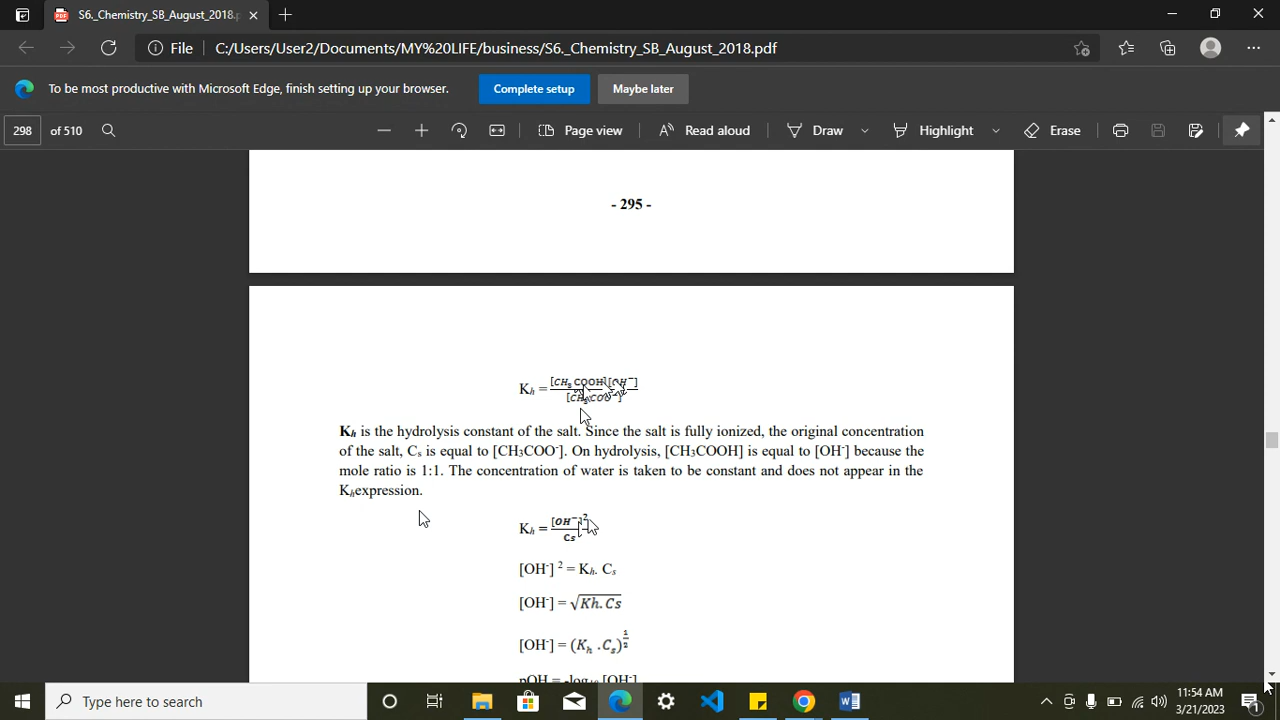 S6._Chemistry_SB_August_2018.p
File C:/Users/User2/Documents/MY%20LIFE/business/S6._Chemistry_SB_August_2018.pdf
To be most productive with Microsoft Edge, finish setting up your browser. Complete setup Maybe later
298 of 510 Page view Read aloud Draw Highlight Erase
- 295 -
Kh = [CH3 COOH][OH−] / [CH3COO−]
Kh is the hydrolysis constant of the salt. Since the salt is fully ionized, the original concentration
of the salt, Cs is equal to [CH3COO-]. On hydrolysis, [CH3COOH] is equal to [OH-] because the
mole ratio is 1:1. The concentration of water is taken to be constant and does not appear in the
Khexpression.
Kh = [OH−]2 / Cs
[OH-] 2 = Kh. Cs
[OH-] = √Kh.Cs
[OH-] = (Kh .Cs)1/2
pOH = -log10 [OH-]
Type here to search
11:54 AM
3/21/2023
1